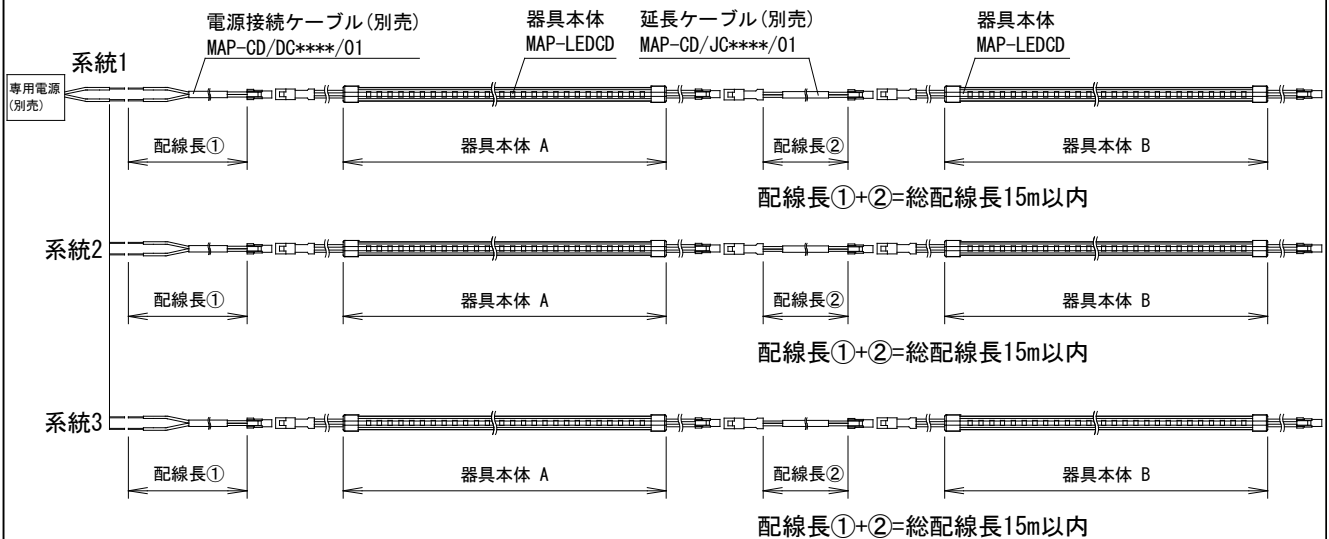 電源接続ケーブル(別売)
MAP-CD/DC****/01
器具本体
MAP-LEDCD
延長ケーブル(別売)
MAP-CD/JC****/01
器具本体
MAP-LEDCD
系統1
専用電源
(別売)
配線長①
器具本体 A
配線長②
器具本体 B
配線長①+②=総配線長15m以内
系統2
配線長①
器具本体 A
配線長②
器具本体 B
配線長①+②=総配線長15m以内
系統3
配線長①
器具本体 A
配線長②
器具本体 B
配線長①+②=総配線長15m以内